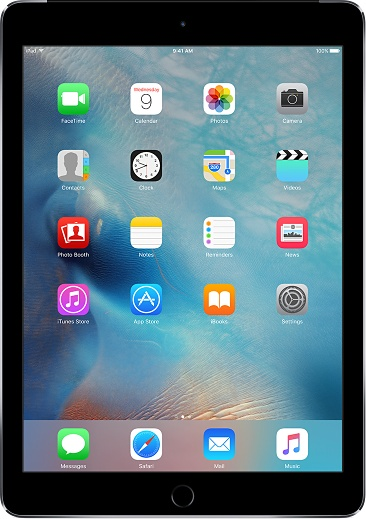 iPad 9:41 AM 100%
Wednesday
9
FaceTime Calendar Photos Camera
280
Contacts Clock Maps Videos
Photo Booth Notes Reminders News
iTunes Store App Store iBooks Settings
Messages Safari Mail Music